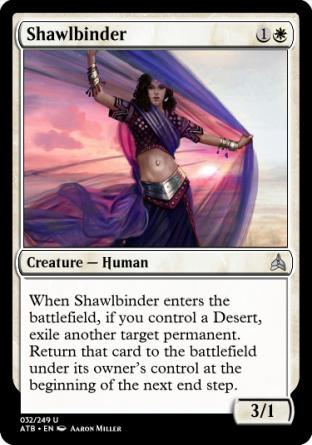 Shawlbinder 1
Creature — Human
When Shawlbinder enters the
battlefield, if you control a Desert,
exile another target permanent.
Return that card to the battlefield
under its owner's control at the
beginning of the next end step.
3/1
032/249 U
ATB • EN Aaron Miller